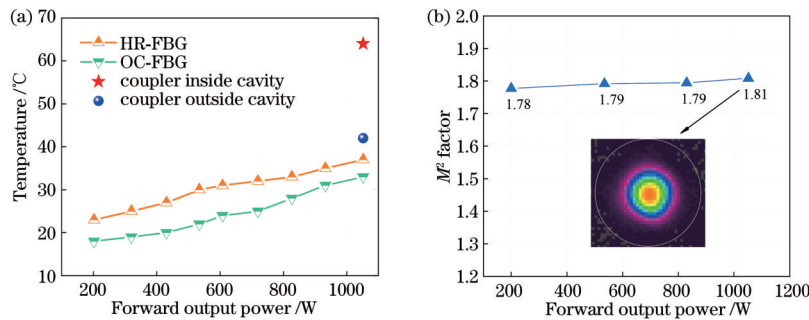 (a)
70
60
50
40
30
20
10
Temperature /℃
HR-FBG
OC-FBG
coupler inside cavity
coupler outside cavity
200 400 600 800 1000
Forward output power /W
(b)
2.0
1.9
1.8
1.7
1.6
1.5
1.4
1.3
1.2
M² factor
1.78 1.79 1.79 1.81
0 200 400 600 800 1000 1200
Forward output power /W